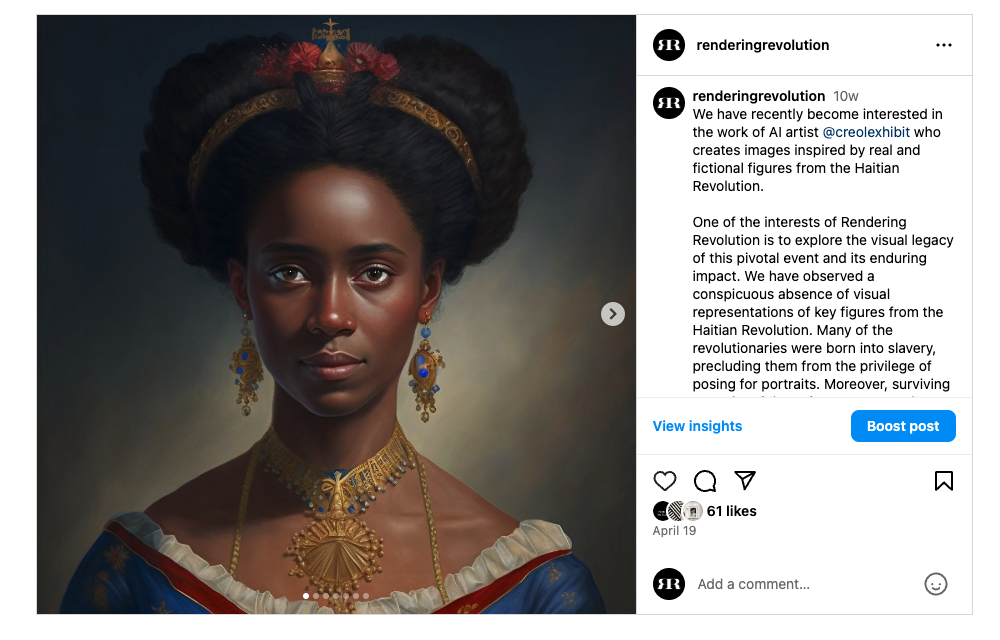 renderingrevolution
renderingrevolution 10w
We have recently become interested in
the work of AI artist @creolexhibit who
creates images inspired by real and
fictional figures from the Haitian
Revolution.
One of the interests of Rendering
Revolution is to explore the visual legacy
of this pivotal event and its enduring
impact. We have observed a
conspicuous absence of visual
representations of key figures from the
Haitian Revolution. Many of the
revolutionaries were born into slavery,
precluding them from the privilege of
posing for portraits. Moreover, surviving
View insights
Boost post
61 likes
April 19
Add a comment...